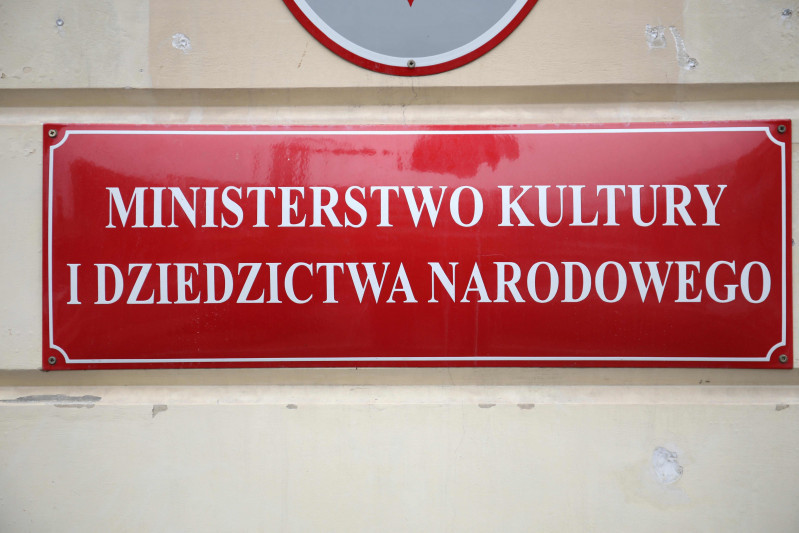 MINISTERSTWO KULTURY
I DZIEDZICTWA NARODOWEGO